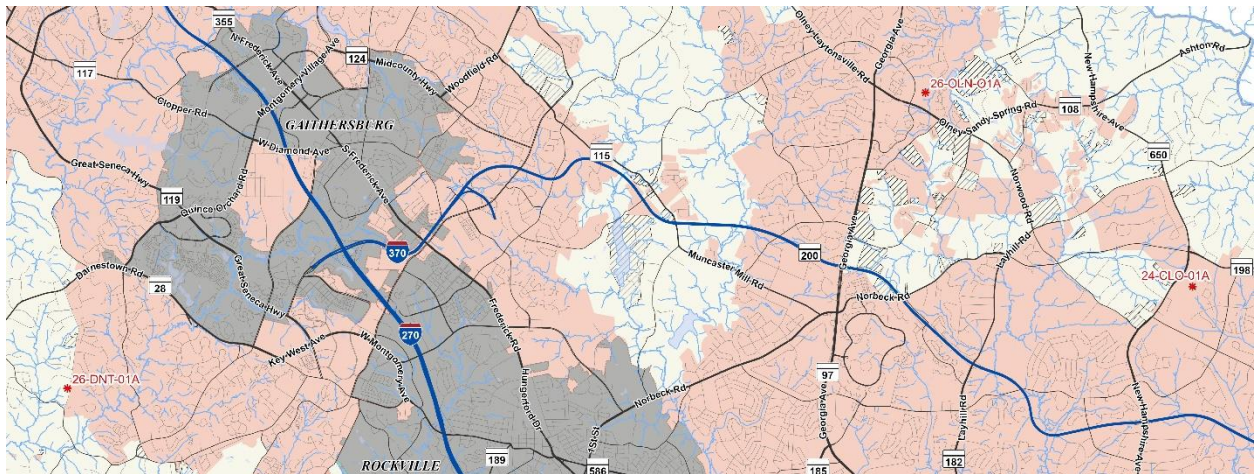 355
N Frederick Ave
Montgomery Village Ave
124
Midcounty Hwy
Woodfield Rd
117
Clopper Rd
GAITHERSBURG
W Diamond Ave
S Frederick Ave
Great Seneca Hwy
119
Quince Orchard Rd
115
370
Great Seneca Hwy
Darnestown Rd
28
Key West Ave
W Montgomery Ave
270
Frederick Rd
Hungerford Dr
26-DNT-01A
ROCKVILLE
189
1St St
586
Norbeck Rd
Muncaster Mill Rd
Olney Laytonsville Rd
Georgia Ave
26-OLN-01A
Olney Sandy Spring Rd
108
New Hampshire Ave
Ashton Rd
650
Norwood Rd
Layhill Rd
Georgia Ave
200
Norbeck Rd
198
24-CLO-01A
97
Georgia Ave
185
Layhill Rd
182
New Hampshire Ave